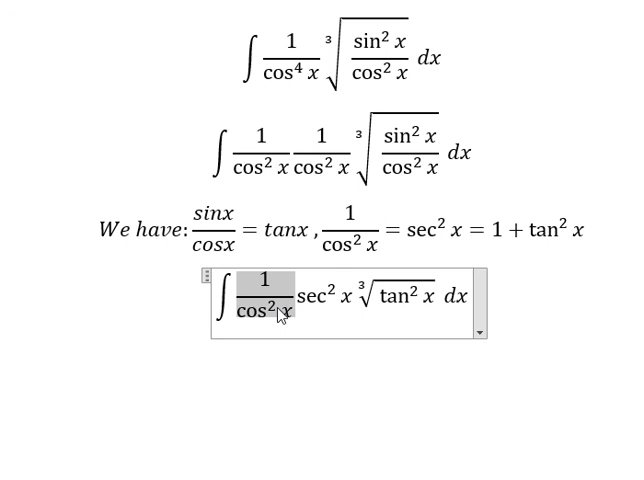 ∫ 1/cos⁴ x ∛(sin² x/cos² x) dx
∫ 1/cos² x 1/cos² x ∛(sin² x/cos² x) dx
We have: sinx/cosx = tanx , 1/cos² x = sec² x = 1 + tan² x
∫ 1/cos² x sec² x ∛(tan² x) dx